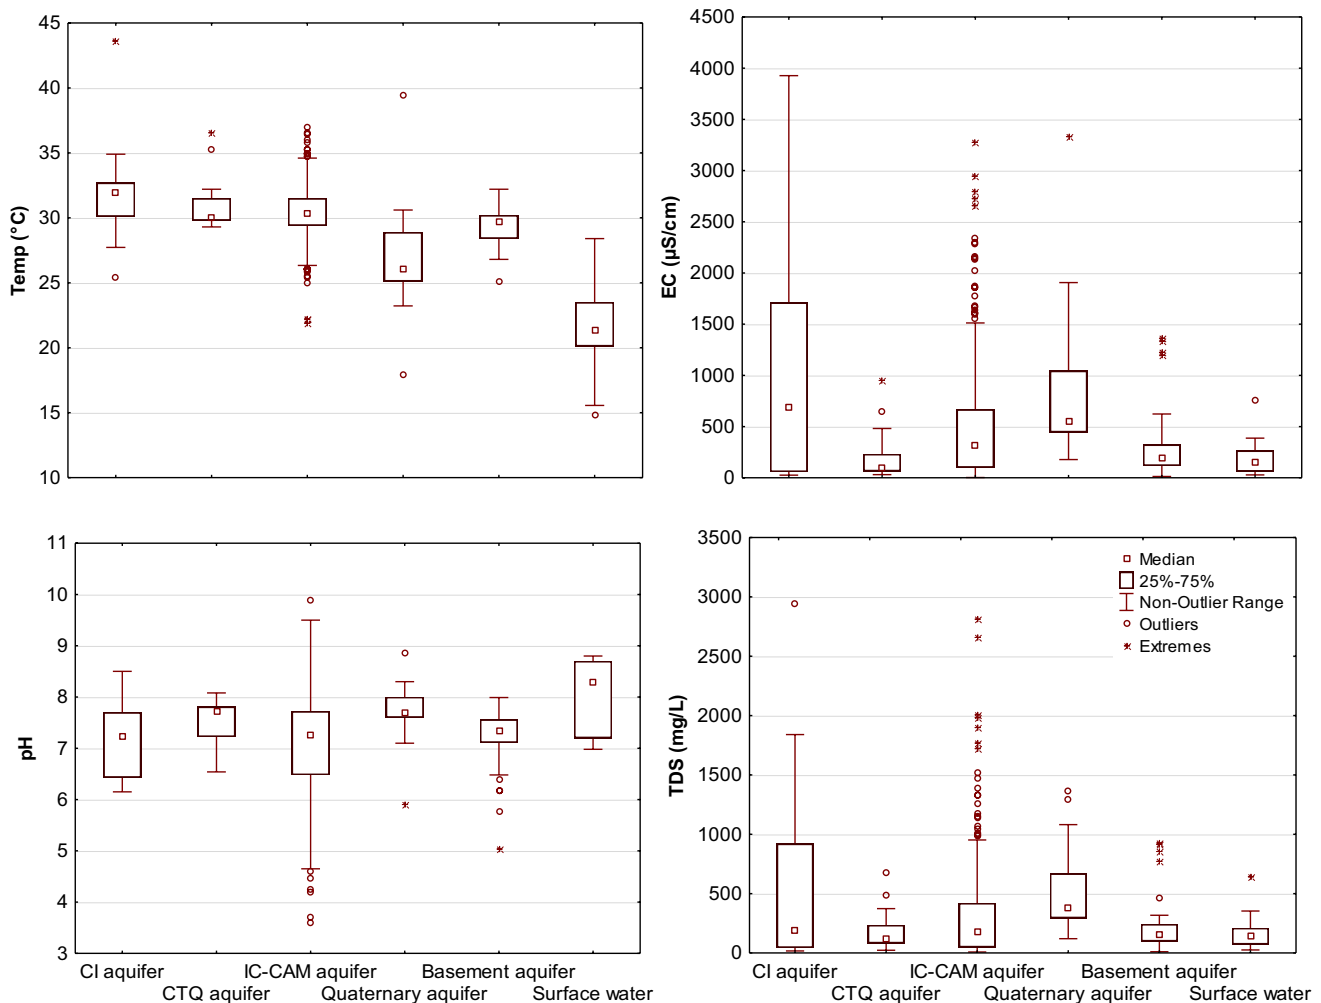 45
40
35
30
25
20
15
10
Temp (°C)
4500
4000
3500
3000
2500
2000
1500
1000
500
0
EC (µS/cm)
11
10
9
8
7
6
5
4
3
pH
CI aquifer
CTQ aquifer
IC-CAM aquifer
Quaternary aquifer
Basement aquifer
Surface water
3500
3000
2500
2000
1500
1000
500
0
TDS (mg/L)
Median
25%-75%
Non-Outlier Range
Outliers
Extremes
CI aquifer
CTQ aquifer
IC-CAM aquifer
Quaternary aquifer
Basement aquifer
Surface water